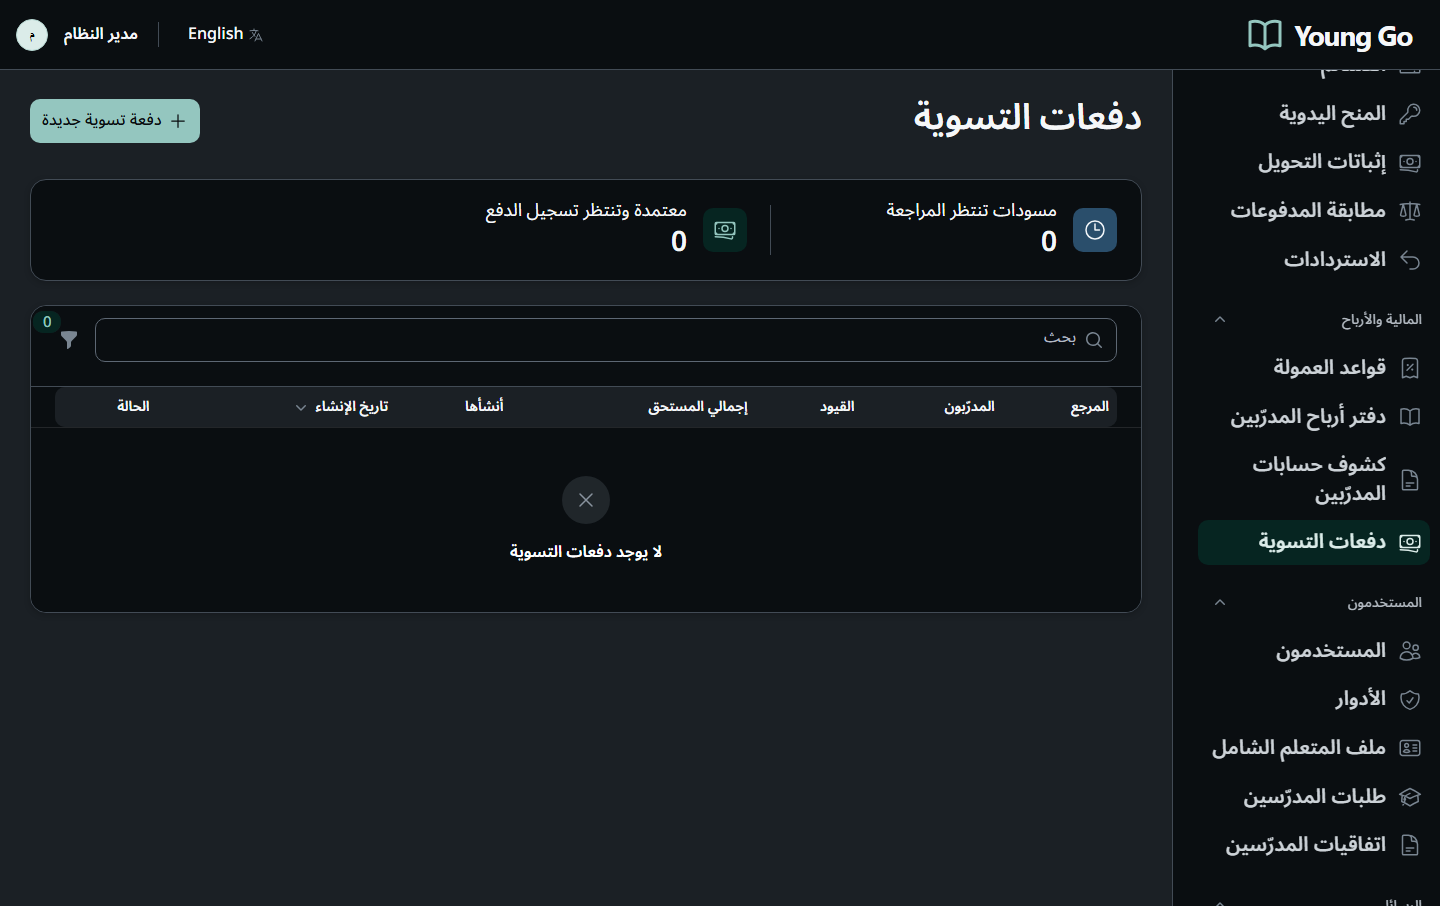 Young Go
English
مدير النظام
م
المنح اليدوية
إثباتات التحويل
مطابقة المدفوعات
الاستردادات
المالية والأرباح
قواعد العمولة
دفتر أرباح المدرّبين
كشوف حسابات
المدرّبين
دفعات التسوية
المستخدمون
المستخدمون
الأدوار
ملف المتعلم الشامل
طلبات المدرّسين
اتفاقيات المدرّسين
دفعات التسوية
دفعة تسوية جديدة
مسودات تنتظر المراجعة
0
معتمدة وتنتظر تسجيل الدفع
0
بحث
0
المرجع المدرّبون القيود إجمالي المستحق أنشأها تاريخ الإنشاء الحالة
لا يوجد دفعات التسوية